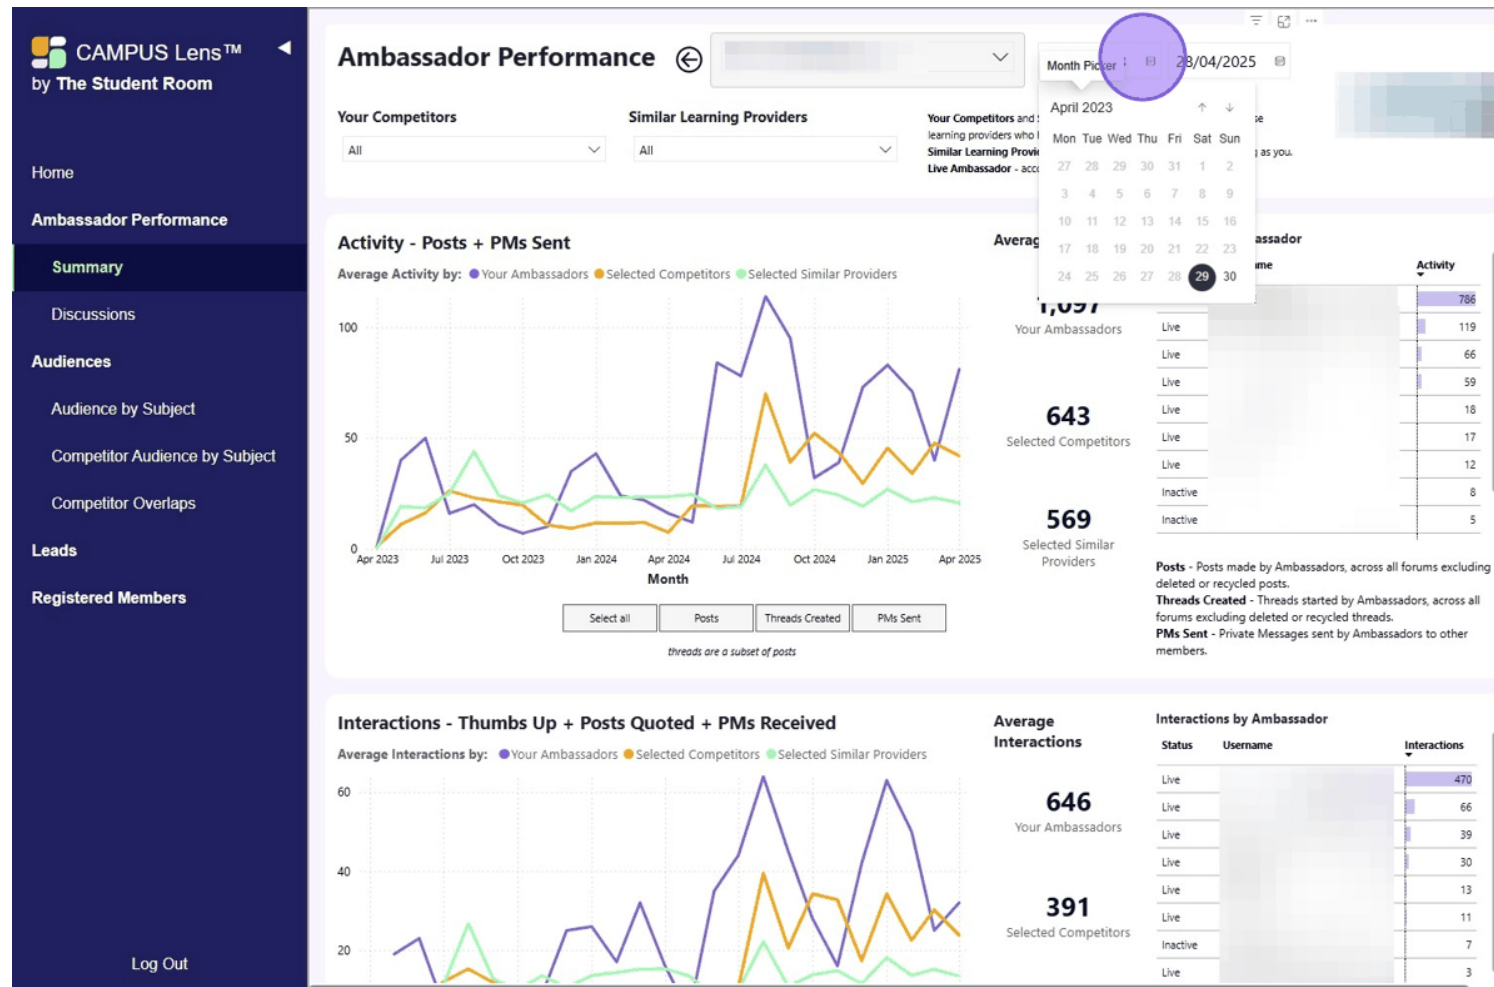 CAMPUS Lens™
by The Student Room
Home
Ambassador Performance
Summary
Discussions
Audiences
Audience by Subject
Competitor Audience by Subject
Competitor Overlaps
Leads
Registered Members
Log Out
Ambassador Performance
Month Picker
28/04/2025
April 2023
Mon Tue Wed Thu Fri Sat Sun
27 28 29 30 31 1 2
3 4 5 6 7 8 9
10 11 12 13 14 15 16
17 18 19 20 21 22 23
24 25 26 27 28 29 30
Your Competitors
All
Similar Learning Providers
All
Your Competitors and
learning providers who
Similar Learning
as you.
Live Ambassador -
Activity - Posts + PMs Sent
Average Activity by: Your Ambassadors Selected Competitors Selected Similar Providers
100
50
0
Apr 2023 Jul 2023 Oct 2023 Jan 2024 Apr 2024 Jul 2024 Oct 2024 Jan 2025 Apr 2025
Month
Select all Posts Threads Created PMs Sent
threads are a subset of posts
1,097
Your Ambassadors
643
Selected Competitors
569
Selected Similar
Providers
Activity
786
Live 119
Live 66
Live 59
Live 18
Live 17
Live 12
Inactive 8
Inactive 5
Posts - Posts made by Ambassadors, across all forums excluding
deleted or recycled posts.
Threads Created - Threads started by Ambassadors, across all
forums excluding deleted or recycled threads.
PMs Sent - Private Messages sent by Ambassadors to other
members.
Interactions - Thumbs Up + Posts Quoted + PMs Received
Average Interactions by: Your Ambassadors Selected Competitors Selected Similar Providers
60
40
20
Average
Interactions
646
Your Ambassadors
391
Selected Competitors
Interactions by Ambassador
Status Username Interactions
Live 470
Live 66
Live 39
Live 30
Live 13
Live 11
Inactive 7
Live 3